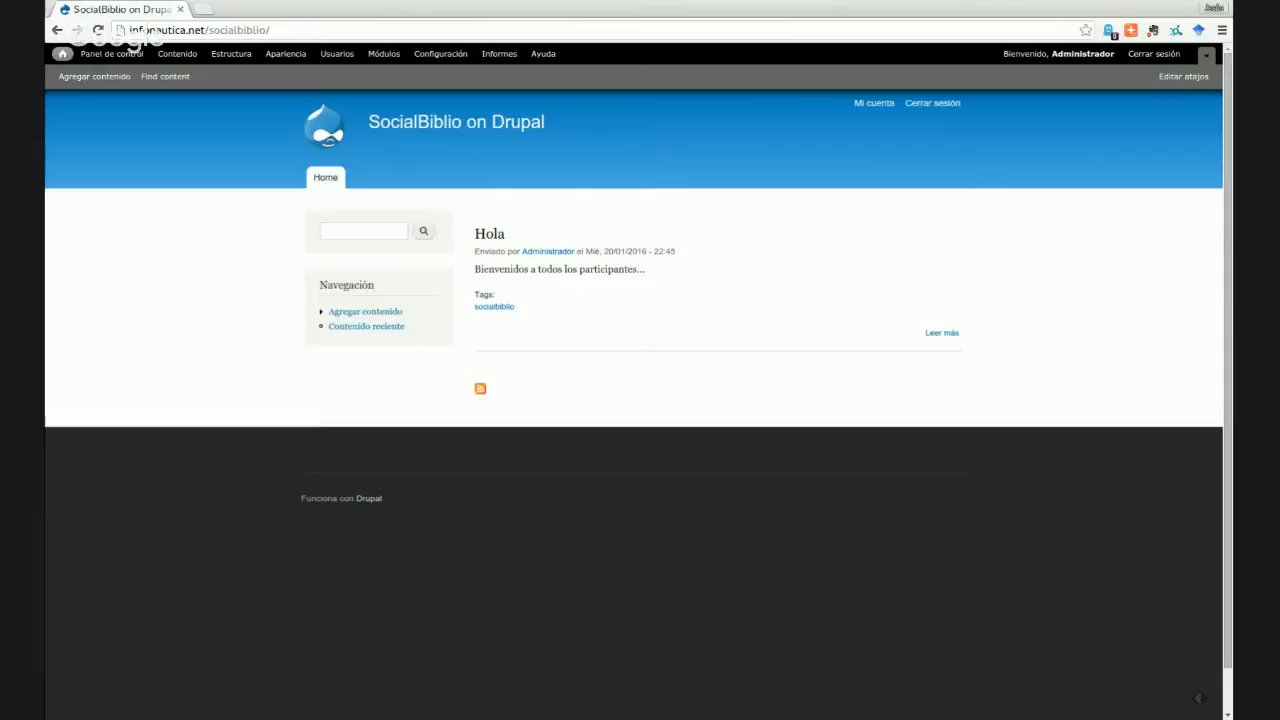 SocialBiblio on Drupa
infonautica.net/socialbiblio/
Google
Panel de control Contenido Estructura Apariencia Usuarios Módulos Configuración Informes Ayuda Bienvenido, Administrador Cerrar sesión
Agregar contenido Find content Editar atajos
Mi cuenta Cerrar sesión
SocialBiblio on Drupal
Home
Hola
Enviado por Administrador el Mié, 20/01/2016 - 22:45
Bienvenidos a todos los participantes...
Tags:
socialbiblio
Leer más
Navegación
Agregar contenido
Contenido reciente
Funciona con Drupal